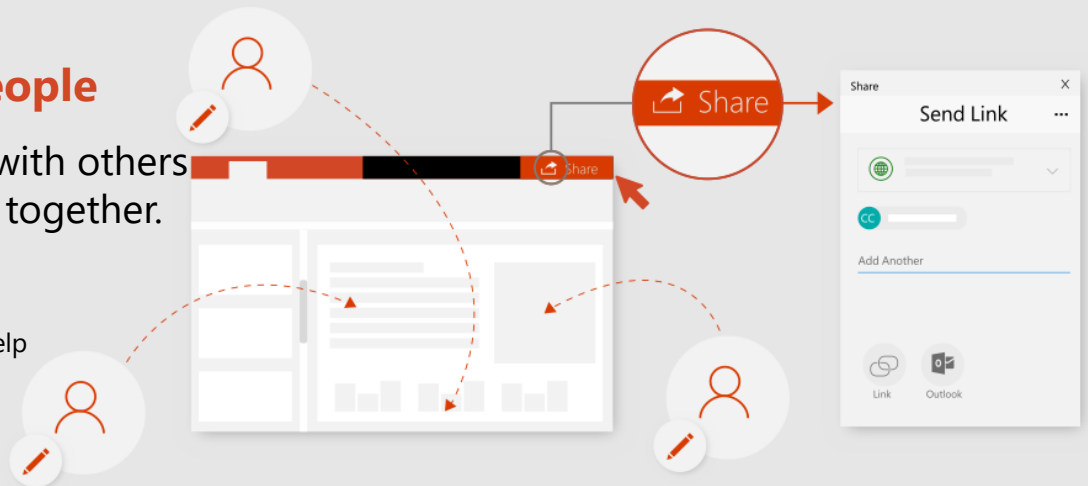 eople
with others
together.
elp
Share
Share
Share
X
Send Link
...
CC
Add Another
Link
Outlook